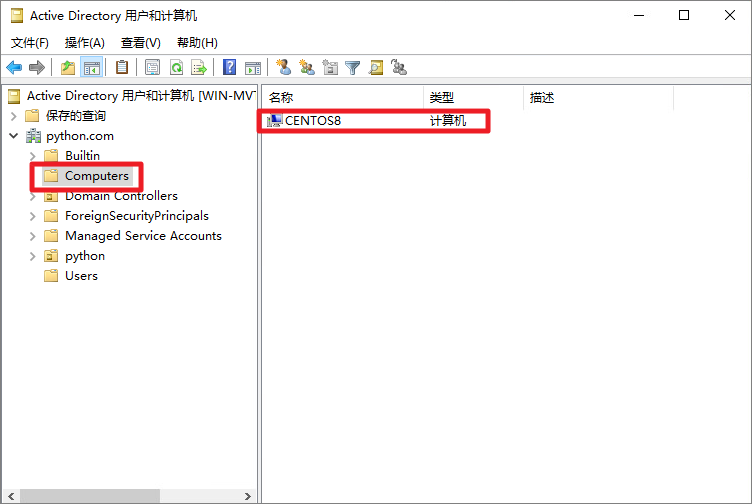 Active Directory 用户和计算机
文件(F) 操作(A) 查看(V) 帮助(H)
Active Directory 用户和计算机 [WIN-MV
保存的查询
python.com
Builtin
Computers
Domain Controllers
ForeignSecurityPrincipals
Managed Service Accounts
python
Users
名称 类型 描述
CENTOS8 计算机